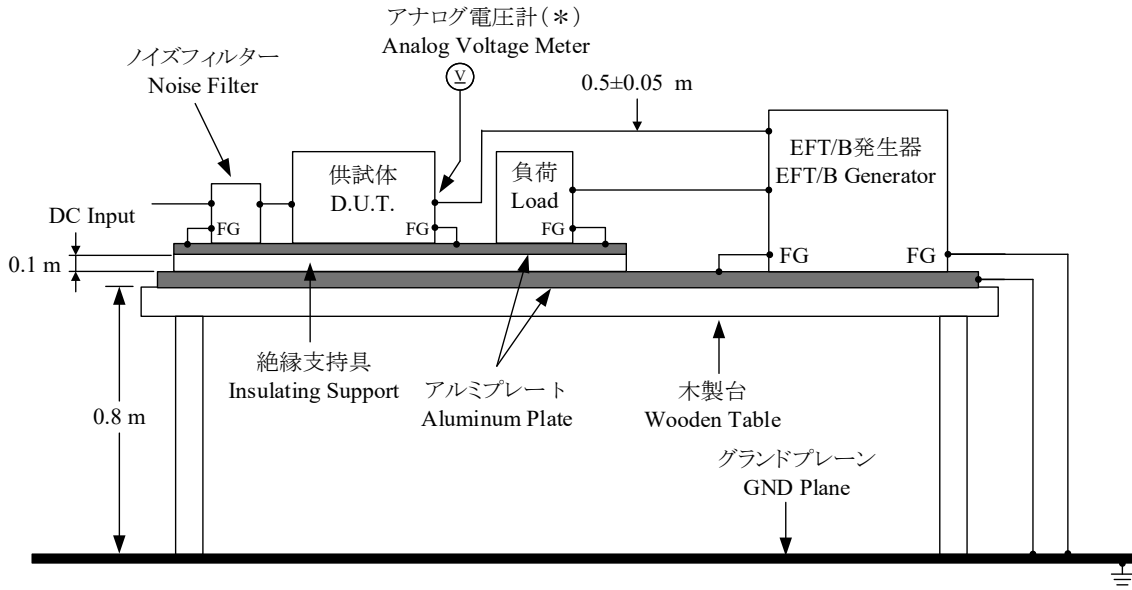 アナログ電圧計(＊)
Analog Voltage Meter
V
ノイズフィルター
Noise Filter
0.5±0.05 m
EFT/B発生器
EFT/B Generator
供試体
D.U.T.
負荷
Load
DC Input
FG
FG
FG
FG
FG
0.1 m
絶縁支持具
Insulating Support
アルミプレート
Aluminum Plate
木製台
Wooden Table
0.8 m
グランドプレーン
GND Plane